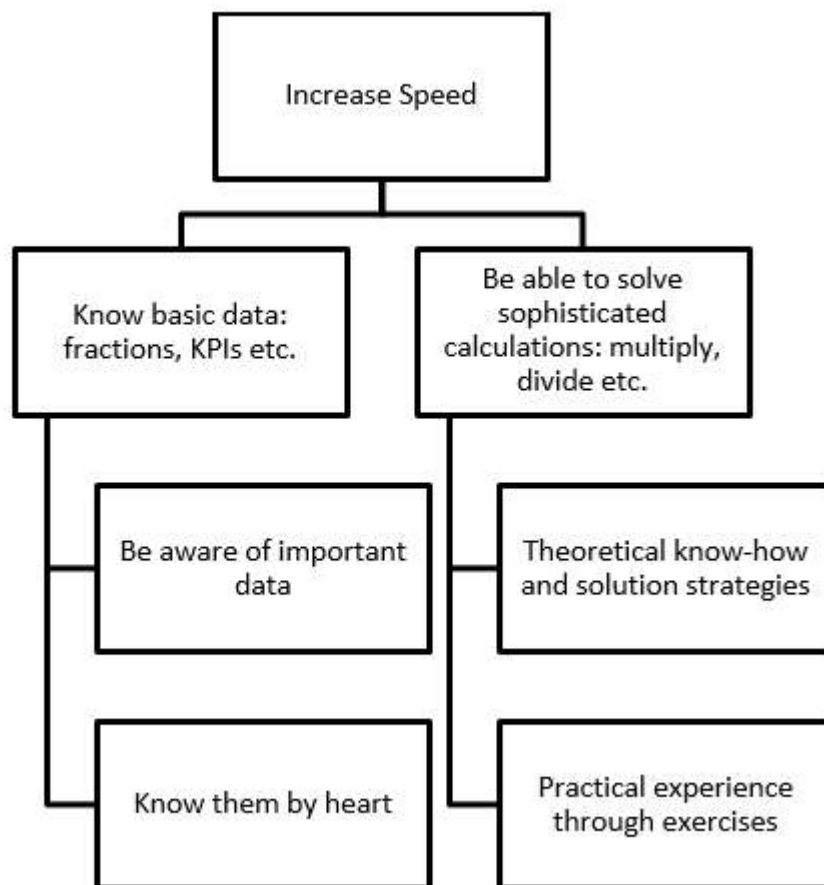 Increase Speed
Know basic data:
fractions, KPIs etc.
Be able to solve
sophisticated
calculations: multiply,
divide etc.
Be aware of important
data
Theoretical know-how
and solution strategies
Know them by heart
Practical experience
through exercises